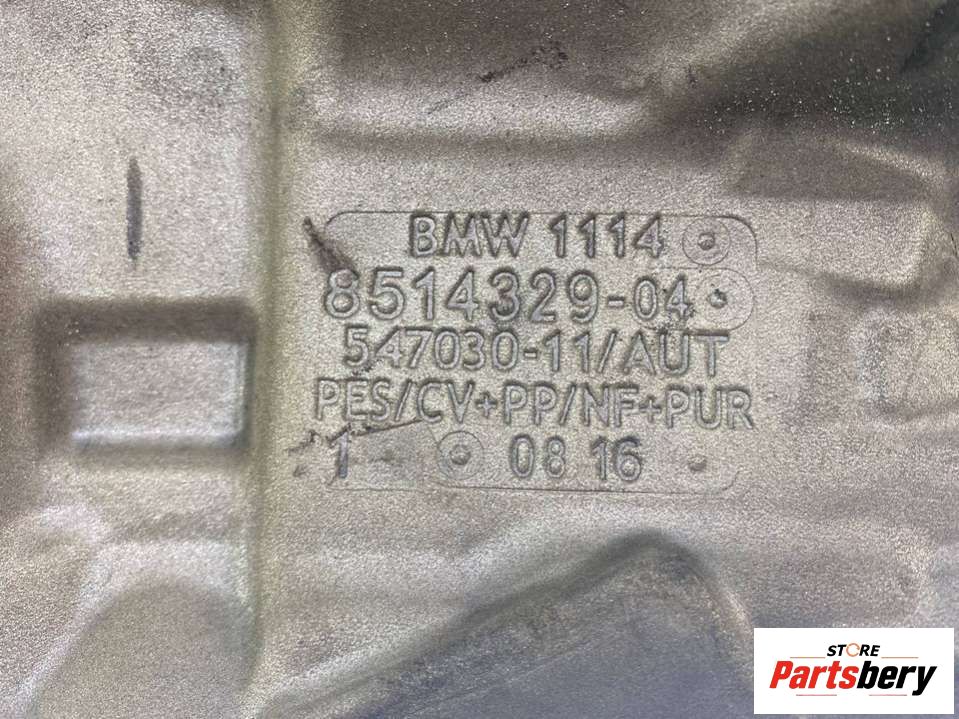 BMW 1114
8514329-04
547030-11/AUT
PES/CV+PP/NF+PUR
1 08 16
STORE
Partsbery